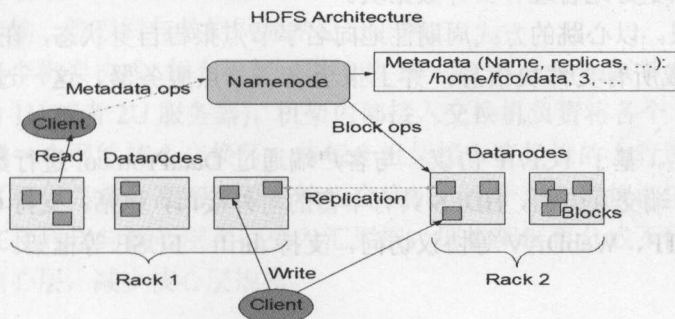 HDFS Architecture
Metadata (Name, replicas, ...):
/home/foo/data, 3, ...
Namenode
Metadata ops
Client
Block ops
Read
Datanodes
Datanodes
Replication
Blocks
Rack 1
Write
Rack 2
Client